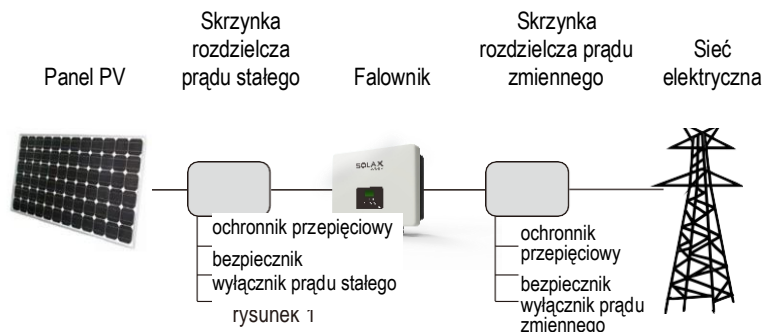 Panel PV
Skrzynka
rozdzielcza
prądu stałego
Falownik
Skrzynka
rozdzielcza prądu
zmiennego
Sieć
elektryczna
SOLAX
ochronnik przepięciowy
bezpiecznik
wyłącznik prądu stałego
rysunek 1
ochronnik
przepięciowy
bezpiecznik
wyłącznik prądu
zmiennego